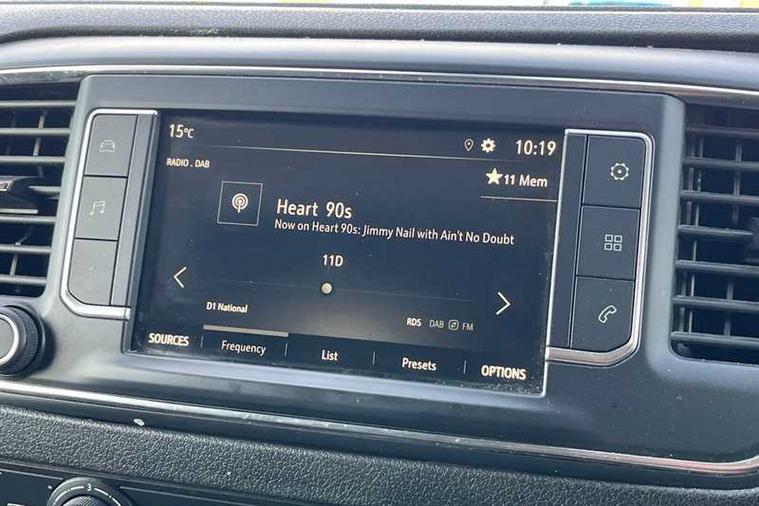 15°C
10:19
RADIO . DAB
11 Mem
Heart 90s
Now on Heart 90s: Jimmy Nail with Ain't No Doubt
11D
D1 National
RDS DAB FM
SOURCES
Frequency
List
Presets
OPTIONS
3